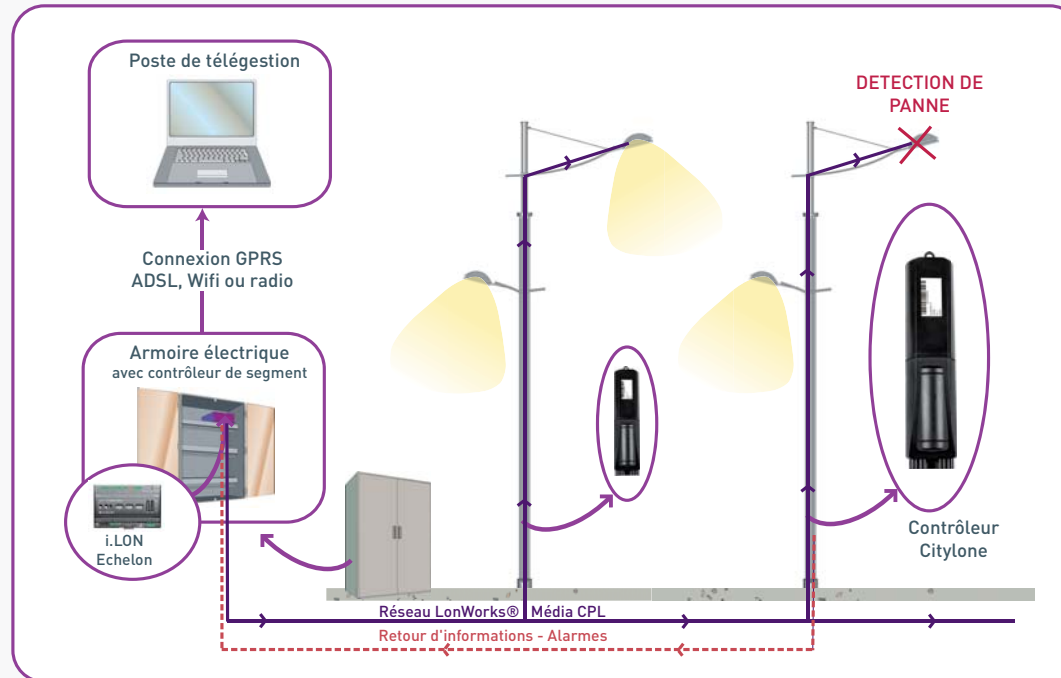 Poste de télégestion
DETECTION DE
PANNE
Connexion GPRS
ADSL, Wifi ou radio
Armoire électrique
avec contrôleur de segment
i.LON
Echelon
Contrôleur
Citylone
Réseau LonWorks® Média CPL
Retour d'informations - Alarmes